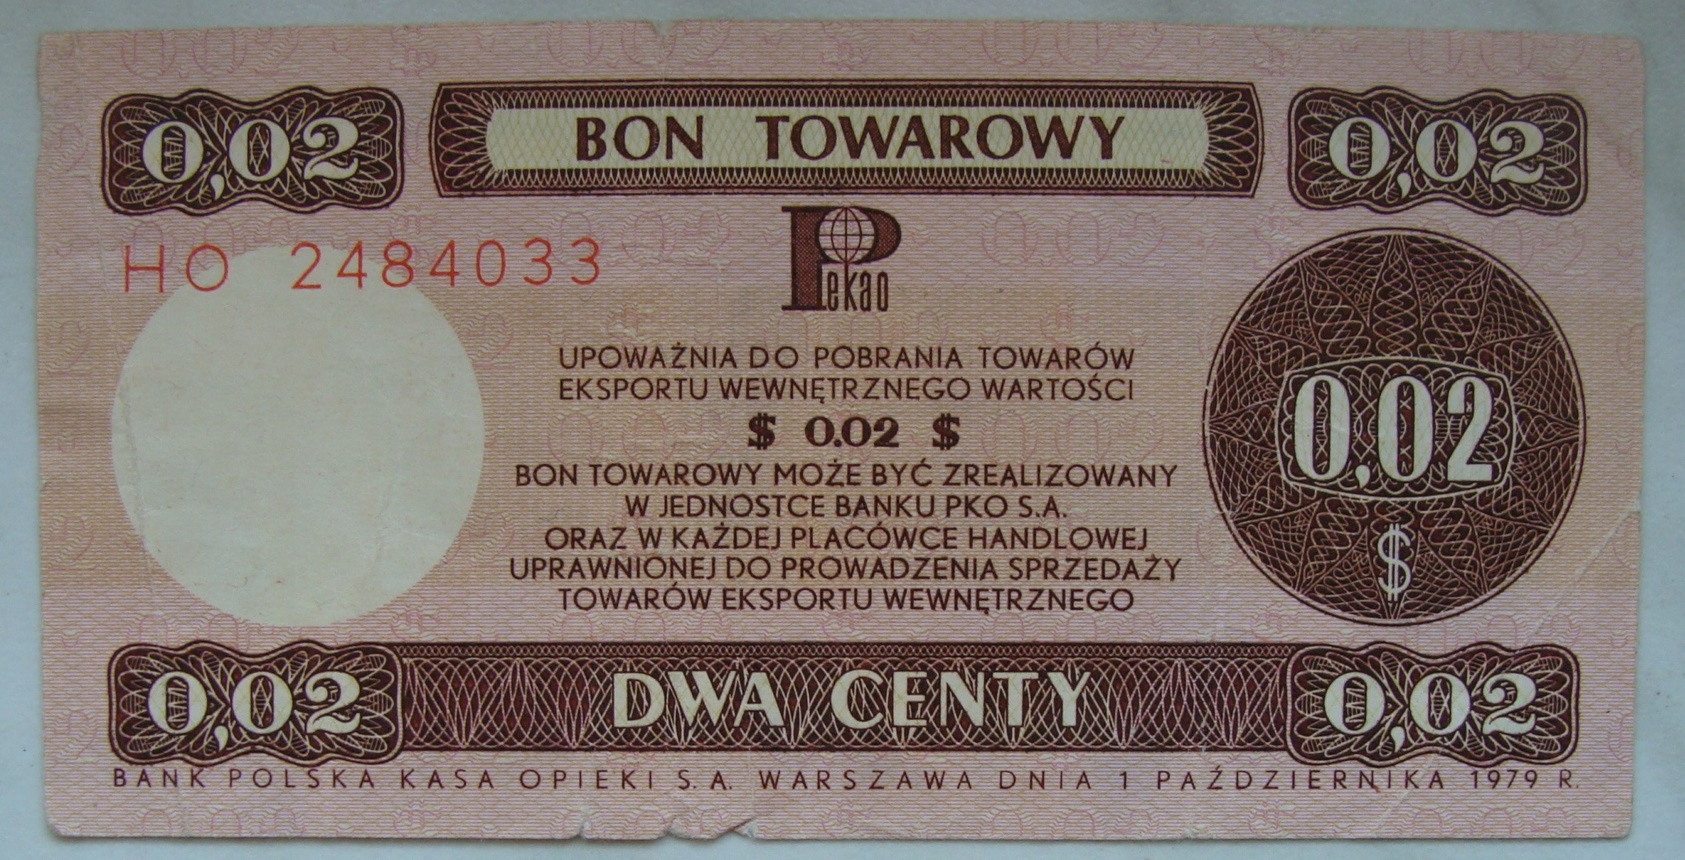 0,02 BON TOWAROWY 0,02
HO 2484033
Pekao
UPOWAŻNIA DO POBRANIA TOWARÓW
EKSPORTU WEWNĘTRZNEGO WARTOŚCI
$ 0.02 $
0,02
$
BON TOWAROWY MOŻE BYĆ ZREALIZOWANY
W JEDNOSTCE BANKU PKO S.A.
ORAZ W KAŻDEJ PLACÓWCE HANDLOWEJ
UPRAWNIONEJ DO PROWADZENIA SPRZEDAŻY
TOWARÓW EKSPORTU WEWNĘTRZNEGO
0,02 DWA CENTY 0,02
BANK POLSKA KASA OPIEKI S.A. WARSZAWA DNIA 1 PAŹDZIERNIKA 1979 R.